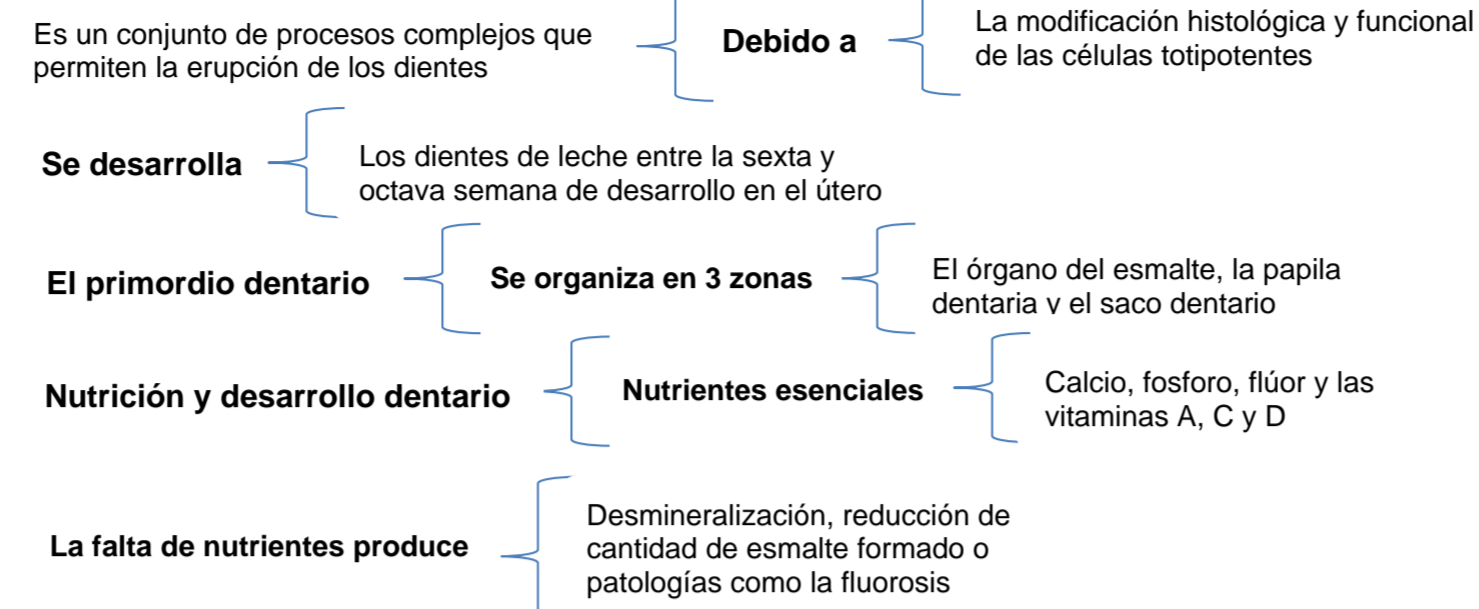 Es un conjunto de procesos complejos que
permiten la erupción de los dientes
Debido a
La modificación histológica y funcional
de las células totipotentes
Se desarrolla
Los dientes de leche entre la sexta y
octava semana de desarrollo en el útero
El primordio dentario
Se organiza en 3 zonas
El órgano del esmalte, la papila
dentaria y el saco dentario
Nutrición y desarrollo dentario
Nutrientes esenciales
Calcio, fosforo, flúor y las
vitaminas A, C y D
La falta de nutrientes produce
Desmineralización, reducción de
cantidad de esmalte formado o
patologías como la fluorosis